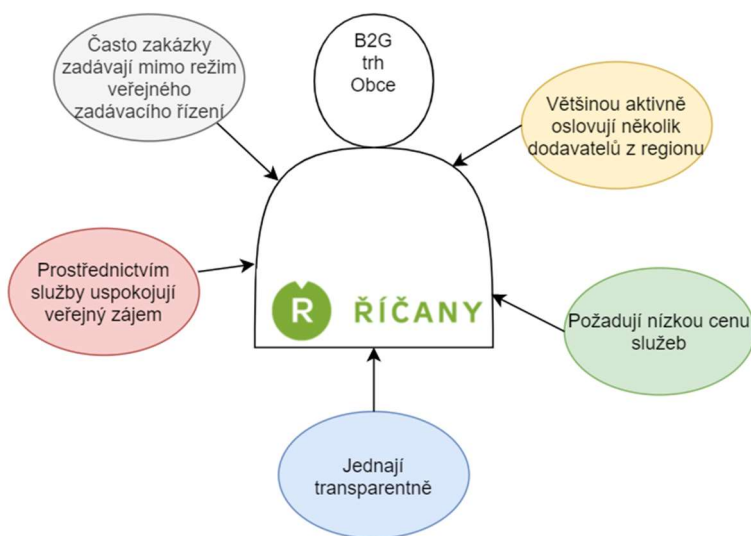 Často zakázky
zadávají mimo režim
veřejného
zadávacího řízení
B2G
trh
Obce
Většinou aktivně
oslovují několik
dodavatelů z regionu
Prostřednictvím
služby uspokojují
veřejný zájem
Ř ŘÍČANY
Požadují nízkou cenu
služeb
Jednají
transparentně